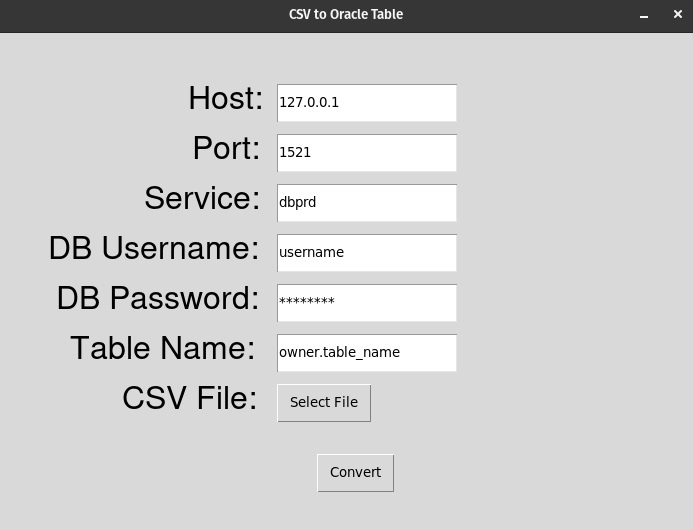 CSV to Oracle Table
Host: 127.0.0.1
Port: 1521
Service: dbprd
DB Username: username
DB Password: ********
Table Name: owner.table_name
CSV File: Select File
Convert